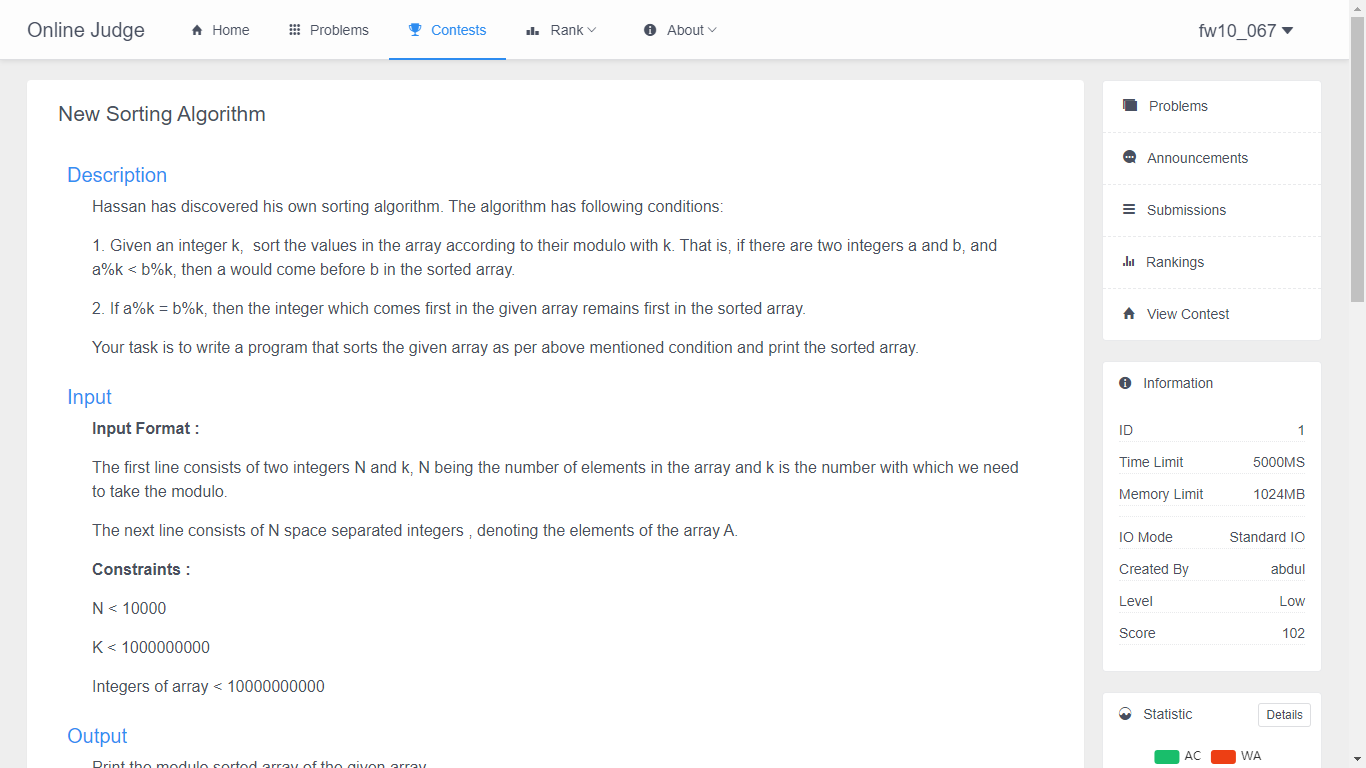 Online Judge Home Problems Contests Rank About fw10_067
New Sorting Algorithm
Description
Hassan has discovered his own sorting algorithm. The algorithm has following conditions:
1. Given an integer k,  sort the values in the array according to their modulo with k. That is, if there are two integers a and b, and
a%k < b%k, then a would come before b in the sorted array.
2. If a%k = b%k, then the integer which comes first in the given array remains first in the sorted array.
Your task is to write a program that sorts the given array as per above mentioned condition and print the sorted array.
Input
Input Format :
The first line consists of two integers N and k, N being the number of elements in the array and k is the number with which we need
to take the modulo.
The next line consists of N space separated integers , denoting the elements of the array A.
Constraints :
N < 10000
K < 1000000000
Integers of array < 10000000000
Output
Print the modulo sorted array of the given array
Problems
Announcements
Submissions
Rankings
View Contest
Information
ID 1
Time Limit 5000MS
Memory Limit 1024MB
IO Mode Standard IO
Created By abdul
Level Low
Score 102
Statistic Details
AC WA